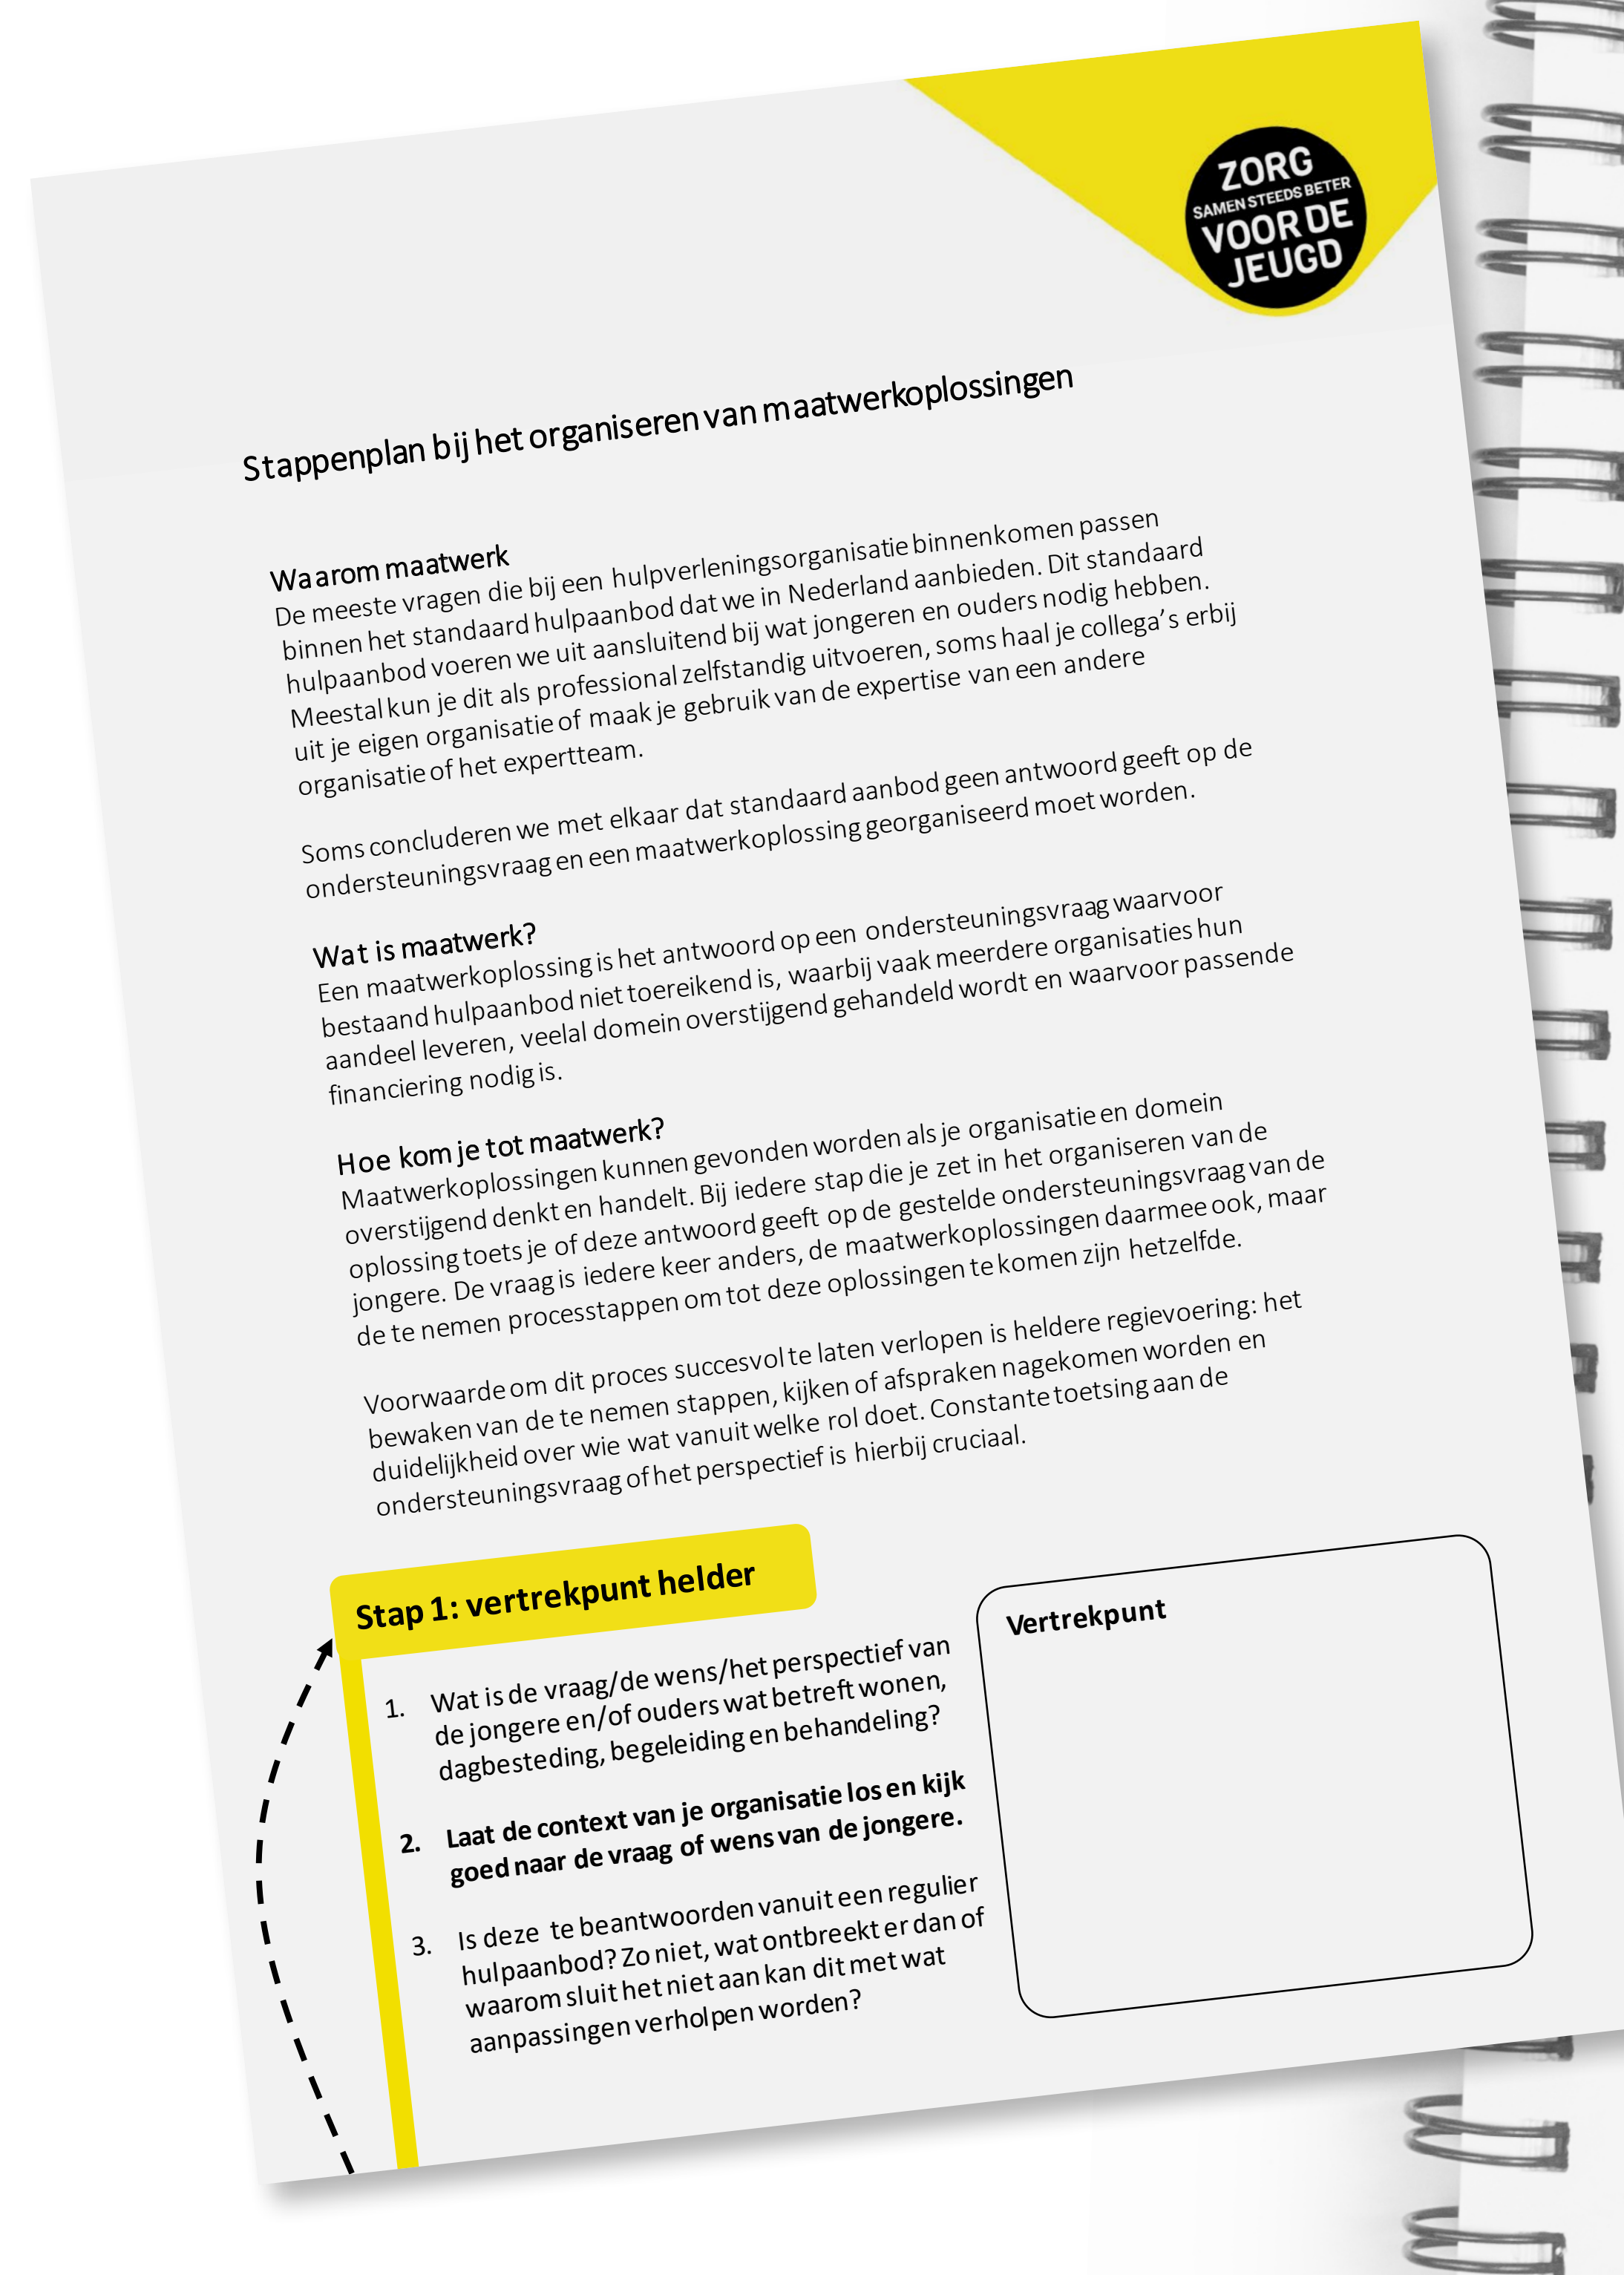 ZORG
SAMEN STEEDS BETER
VOOR DE
JEUGD
Stappenplan bij het organiseren van maatwerkoplossingen
Waarom maatwerk
De meeste vragen die bij een hulpverleningsorganisatie binnenkomen passen
binnen het standaard hulpaanbod dat we in Nederland aanbieden. Dit standaard
hulpaanbod voeren we uit aansluitend bij wat jongeren en ouders nodig hebben.
Meestal kun je dit als professional zelfstandig uitvoeren, soms haal je collega's erbij
uit je eigen organisatie of maak je gebruik van de expertise van een andere
organisatie of het expertteam.
Soms concluderen we met elkaar dat standaard aanbod geen antwoord geeft op de
ondersteuningsvraag en een maatwerkoplossing georganiseerd moet worden.
Wat is maatwerk?
Een maatwerkoplossing is het antwoord op een ondersteuningsvraag waarvoor
bestaand hulpaanbod niet toereikend is, waarbij vaak meerdere organisaties hun
aandeel leveren, veelal domein overstijgend gehandeld wordt en waarvoor passende
financiering nodig is.
Hoe kom je tot maatwerk?
Maatwerkoplossingen kunnen gevonden worden als je organisatie en domein
overstijgend denkt en handelt. Bij iedere stap die je zet in het organiseren van de
oplossing toets je of deze antwoord geeft op de gestelde ondersteuningsvraag van de
jongere. De vraag is iedere keer anders, de maatwerkoplossingen daarmee ook, maar
de te nemen processtappen om tot deze oplossingen te komen zijn hetzelfde.
Voorwaarde om dit proces succesvol te laten verlopen is heldere regievoering: het
bewaken van de te nemen stappen, kijken of afspraken nagekomen worden en
duidelijkheid over wie wat vanuit welke rol doet. Constante toetsing aan de
ondersteuningsvraag of het perspectief is hierbij cruciaal.
Stap 1: vertrekpunt helder
1. Wat is de vraag/de wens/het perspectief van
de jongere en/of ouders wat betreft wonen,
dagbesteding, begeleiding en behandeling?
2. Laat de context van je organisatie los en kijk
goed naar de vraag of wens van de jongere.
3. Is deze te beantwoorden vanuit een regulier
hulpaanbod? Zo niet, wat ontbreekt er dan of
waarom sluit het niet aan kan dit met wat
aanpassingen verholpen worden?
Vertrekpunt